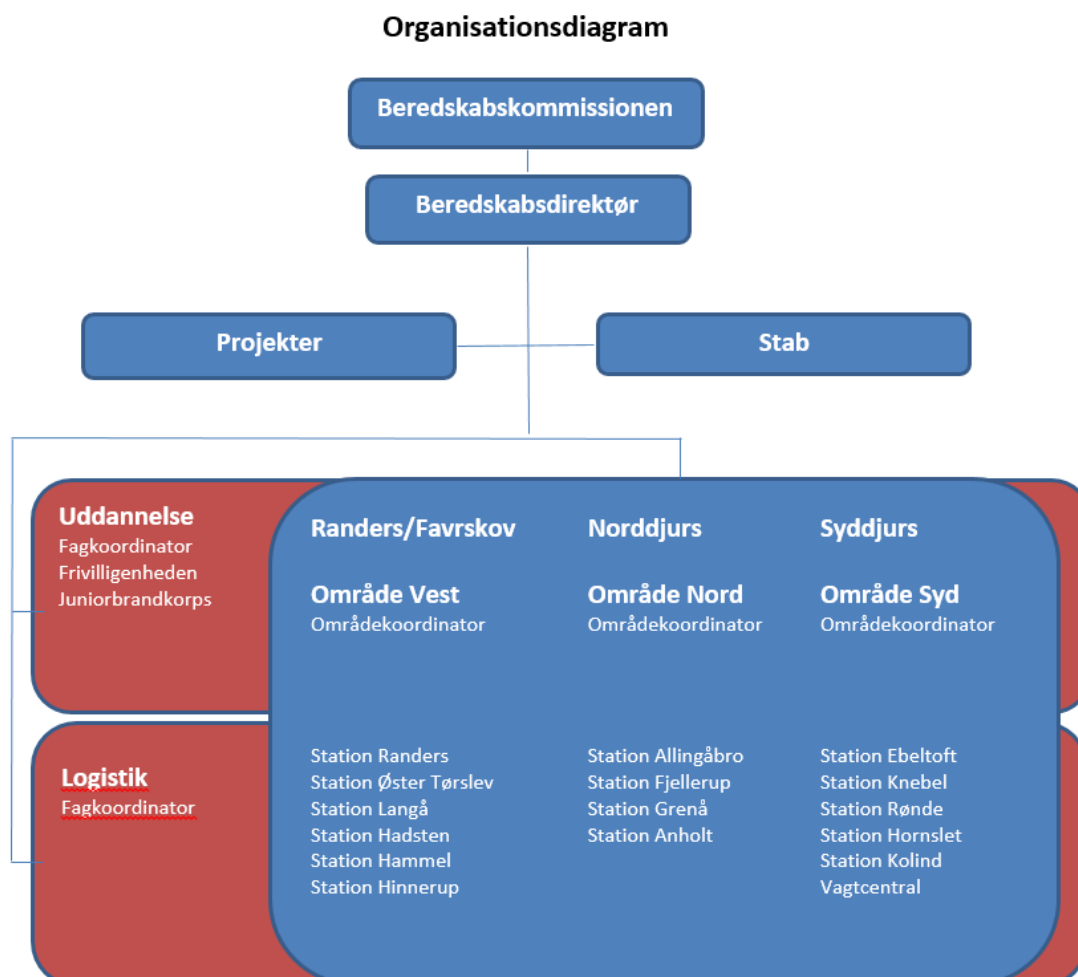 Organisationsdiagram
Beredskabskommissionen
Beredskabsdirektør
Projekter
Stab
Uddannelse
Fagkoordinator
Frivilligenheden
Juniorbrandkorps
Logistik
Fagkoordinator
Randers/Favrskov
Område Vest
Områdekoordinator
Station Randers
Station Øster Tørslev
Station Langå
Station Hadsten
Station Hammel
Station Hinnerup
Norddjurs
Område Nord
Områdekoordinator
Station Allingåbro
Station Fjellerup
Station Grenå
Station Anholt
Syddjurs
Område Syd
Områdekoordinator
Station Ebeltoft
Station Knebel
Station Rønde
Station Hornslet
Station Kolind
Vagtcentral